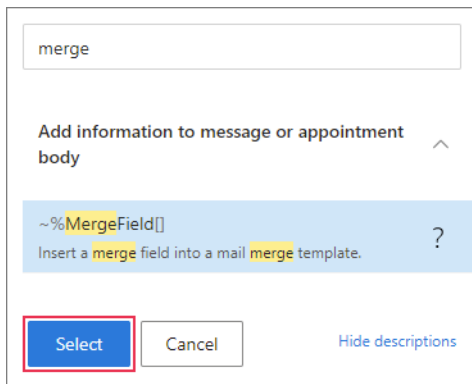 merge
Add information to message or appointment
body
~%MergeField[]
?
Insert a merge field into a mail merge template.
Select
Cancel
Hide descriptions